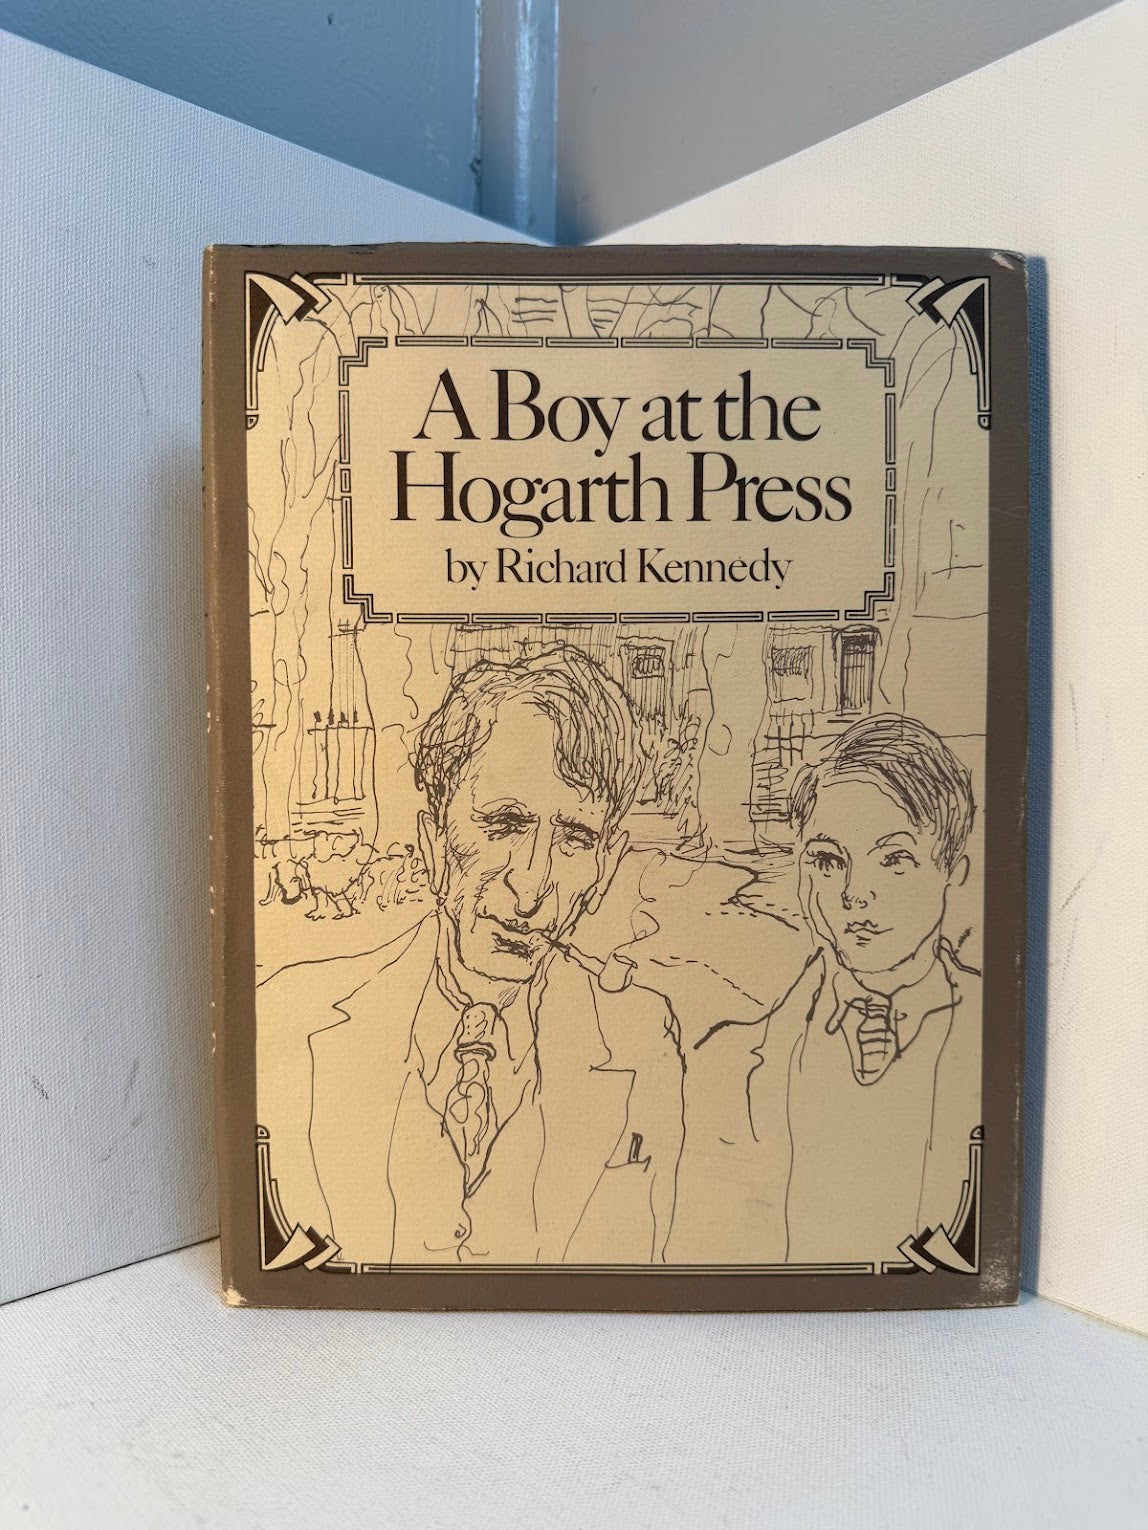 A Boy at the
Hogarth Press
by Richard Kennedy